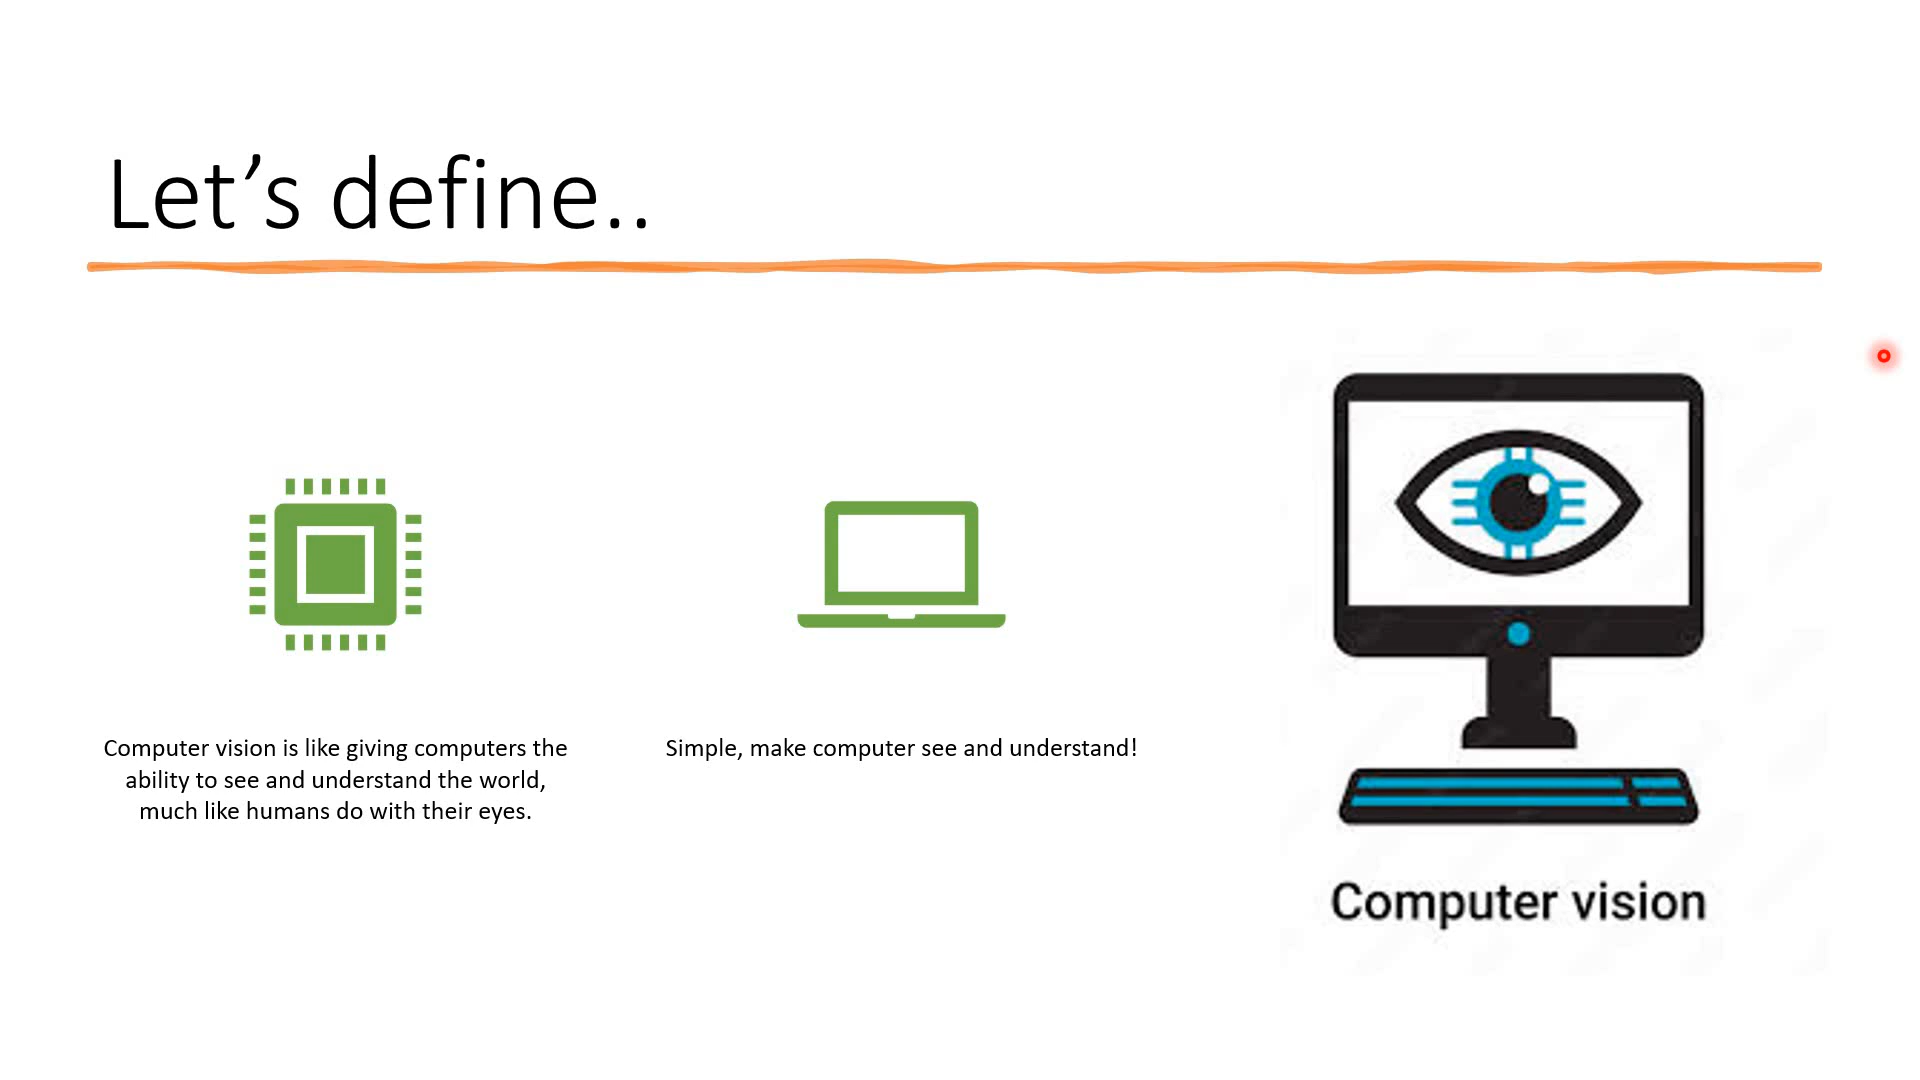 Let’s define..
Computer vision is like giving computers the
ability to see and understand the world,
much like humans do with their eyes.
Simple, make computer see and understand!
Computer vision